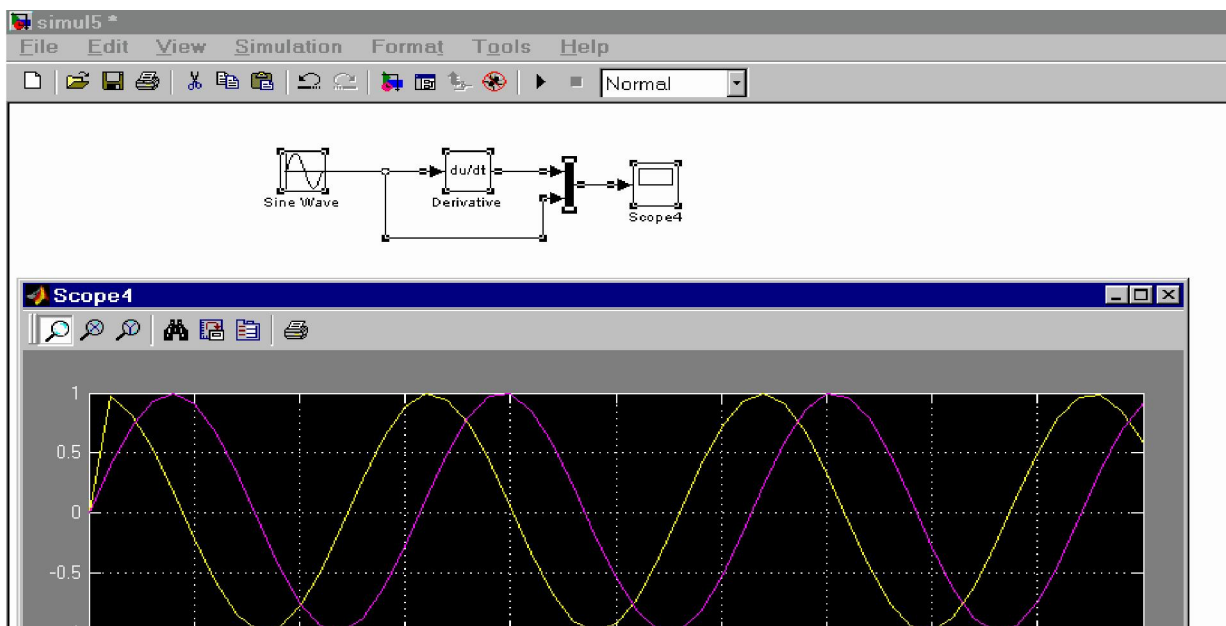 simul5 *
File Edit View Simulation Format Tools Help
Normal
du/dt
Sine Wave
Derivative
Scope4
Scope4
1
0.5
0
-0.5